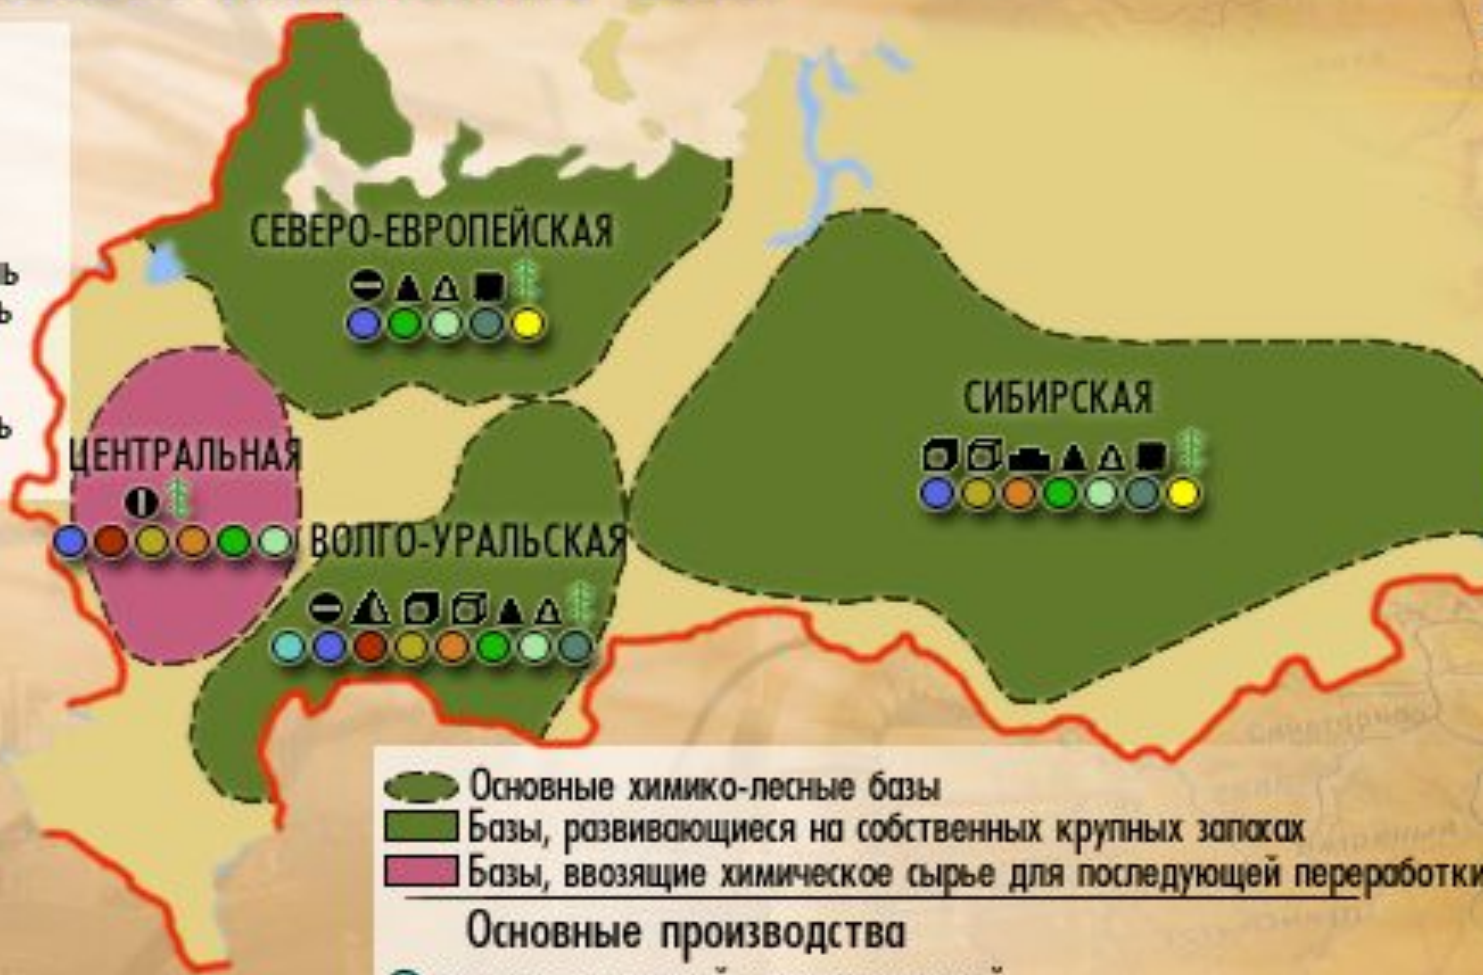 ь
ь
ь
СЕВЕРО-ЕВРОПЕЙСКАЯ
СИБИРСКАЯ
ЦЕНТРАЛЬНАЯ
ВОЛГО-УРАЛЬСКАЯ
Основные химико-лесные базы
Базы, развивающиеся на собственных крупных запасах
Базы, ввозящие химическое сырье для последующей переработки
Основные производства